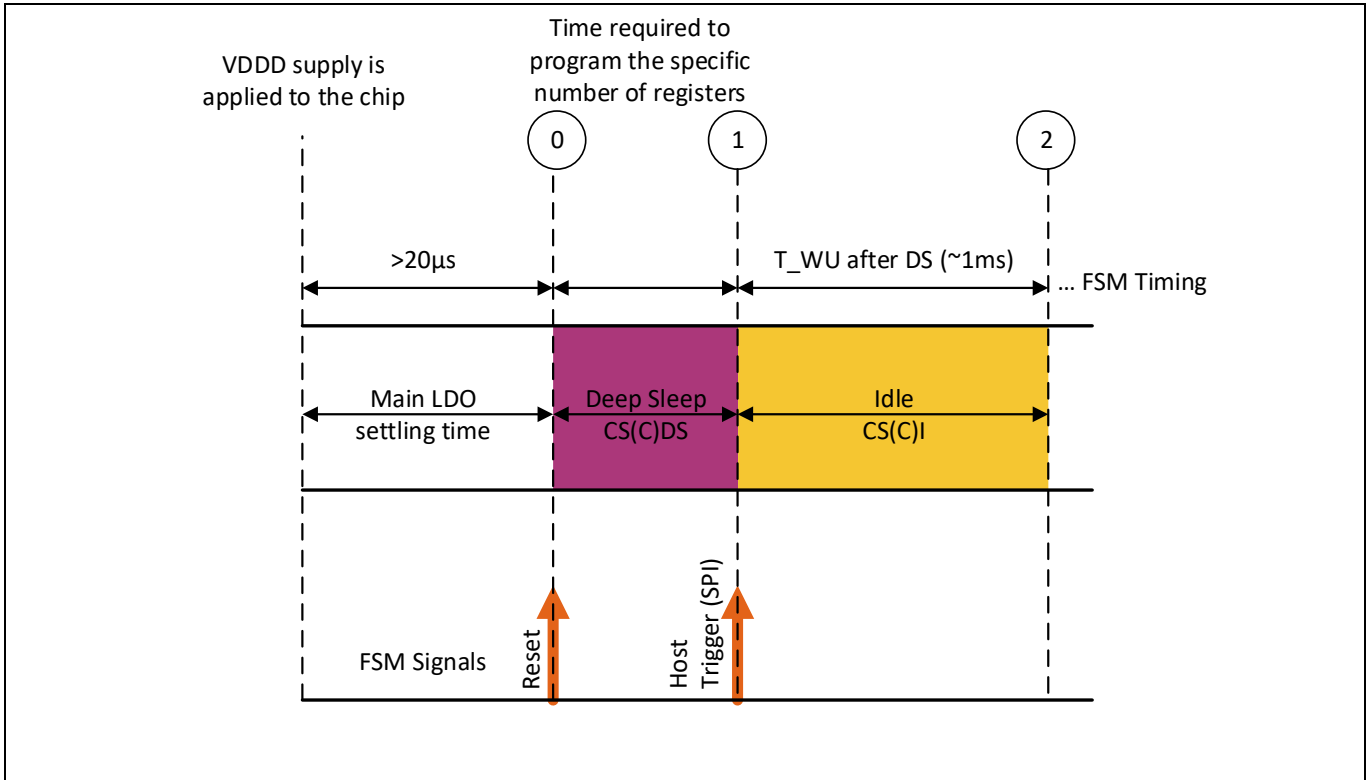 VDDD supply is
applied to the chip
Time required to
program the specific
number of registers
0
1
2
>20µs
T_WU after DS (~1ms)
... FSM Timing
Main LDO
settling time
Deep Sleep
CS(C)DS
Idle
CS(C)I
FSM Signals
Reset
Host
Trigger (SPI)